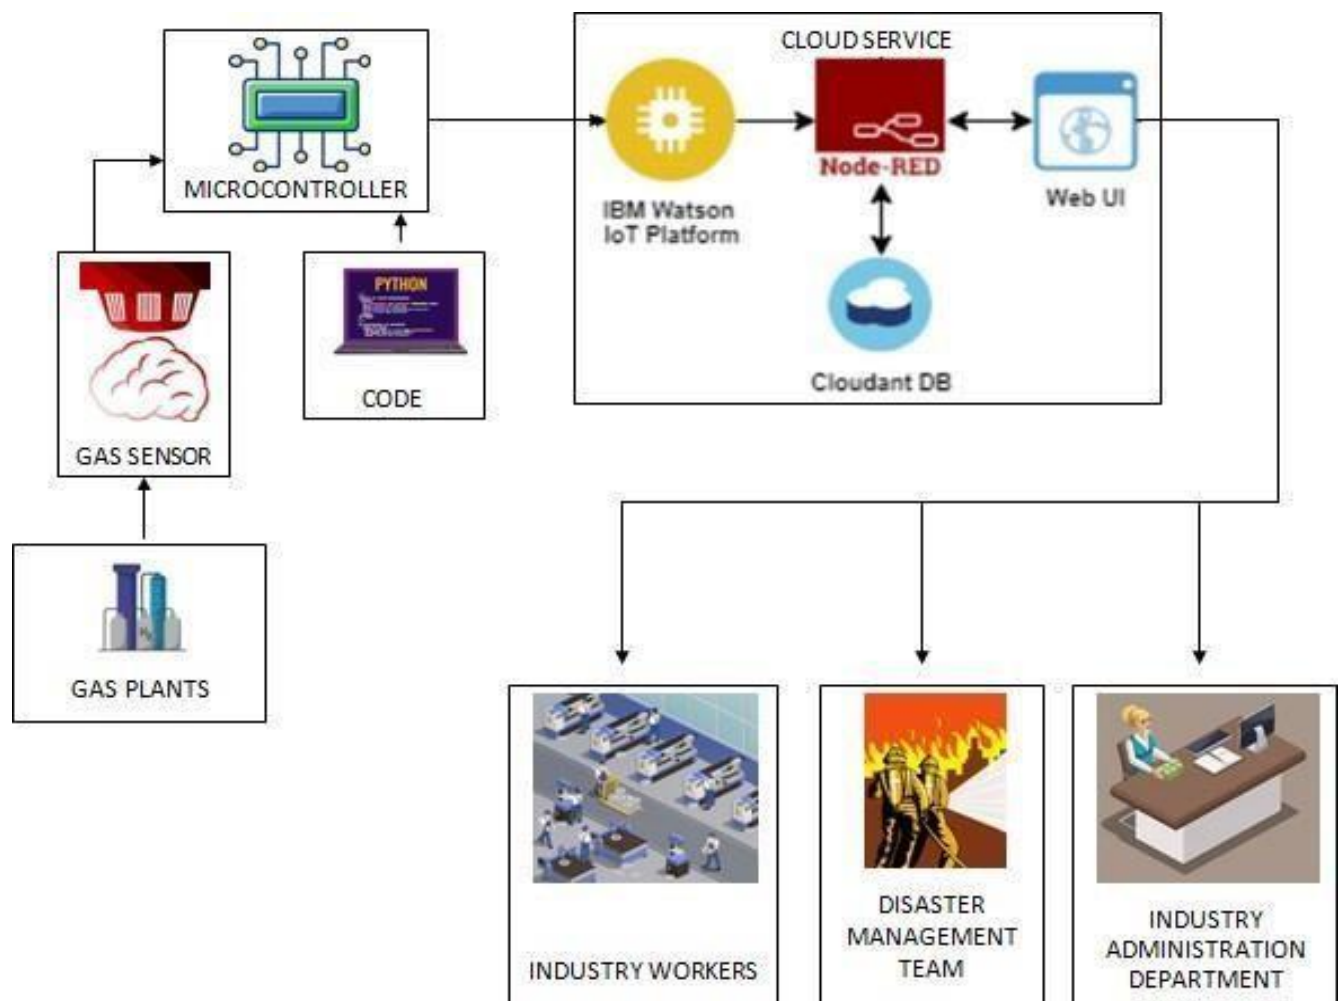 CLOUD SERVICE
MICROCONTROLLER
Node-RED
Web UI
IBM Watson
IoT Platform
PYTHON
Cloudant DB
CODE
GAS SENSOR
GAS PLANTS
INDUSTRY WORKERS
DISASTER
MANAGEMENT
TEAM
INDUSTRY
ADMINISTRATION
DEPARTMENT